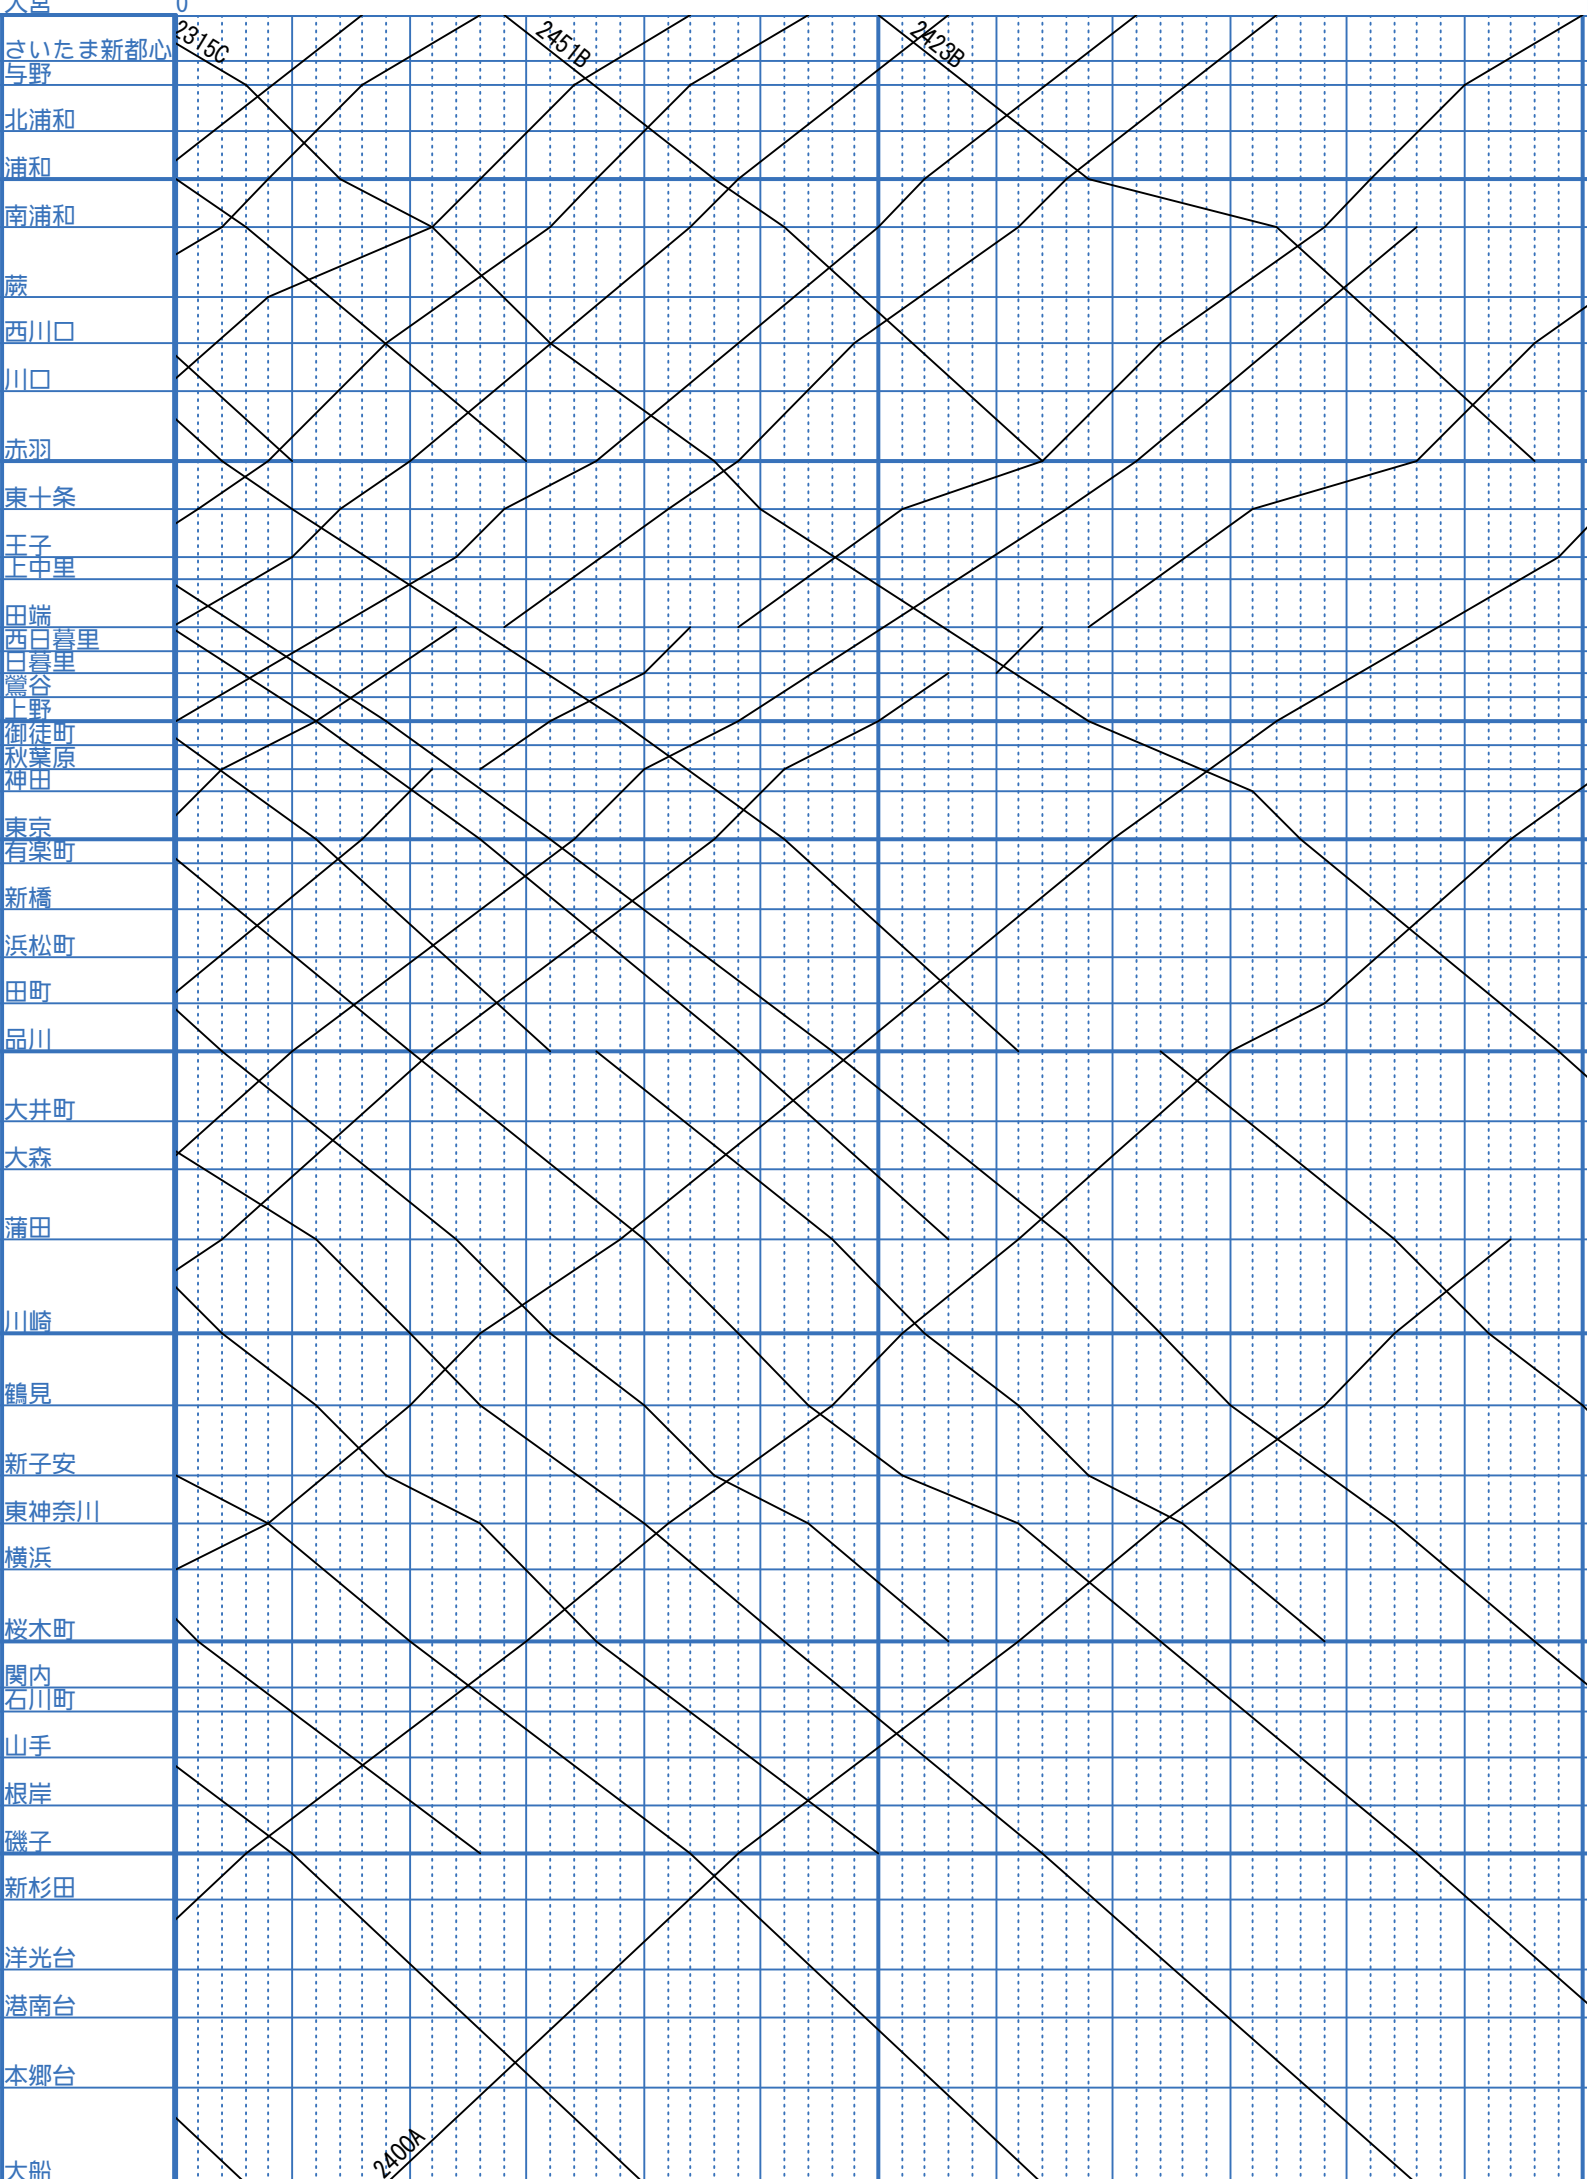 大宮 0
2315C 2451B 2423B
さいたま新都心
与野
北浦和
浦和
南浦和
蕨
西川口
川口
赤羽
東十条
王子
上中里
田端
西日暮里
日暮里
鶯谷
上野
御徒町
秋葉原
神田
東京
有楽町
新橋
浜松町
田町
品川
大井町
大森
蒲田
川崎
鶴見
新子安
東神奈川
横浜
桜木町
関内
石川町
山手
根岸
磯子
新杉田
洋光台
港南台
本郷台
2400A
大船